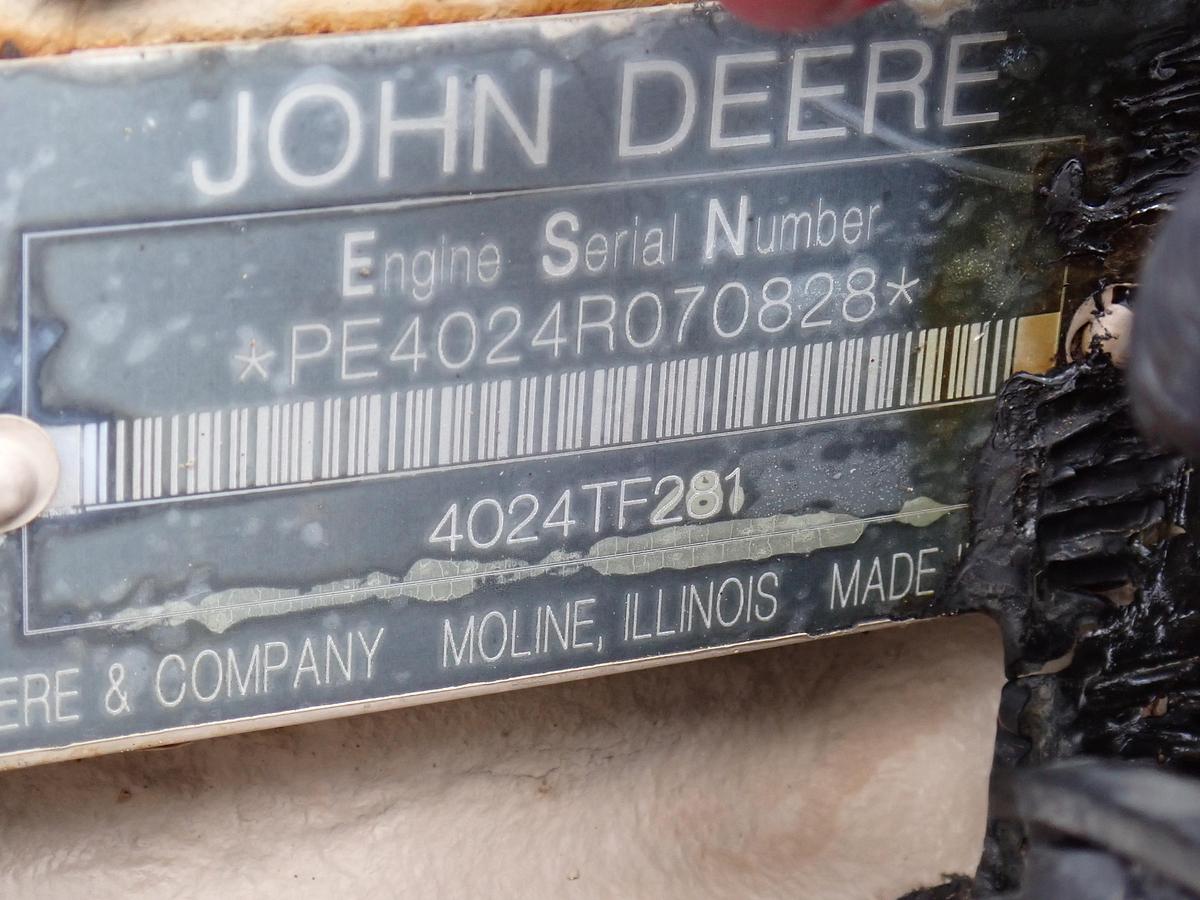 JOHN DEERE
Engine Serial Number
*PE4024R070828*
4024TF281
ERE & COMPANY MOLINE, ILLINOIS MADE